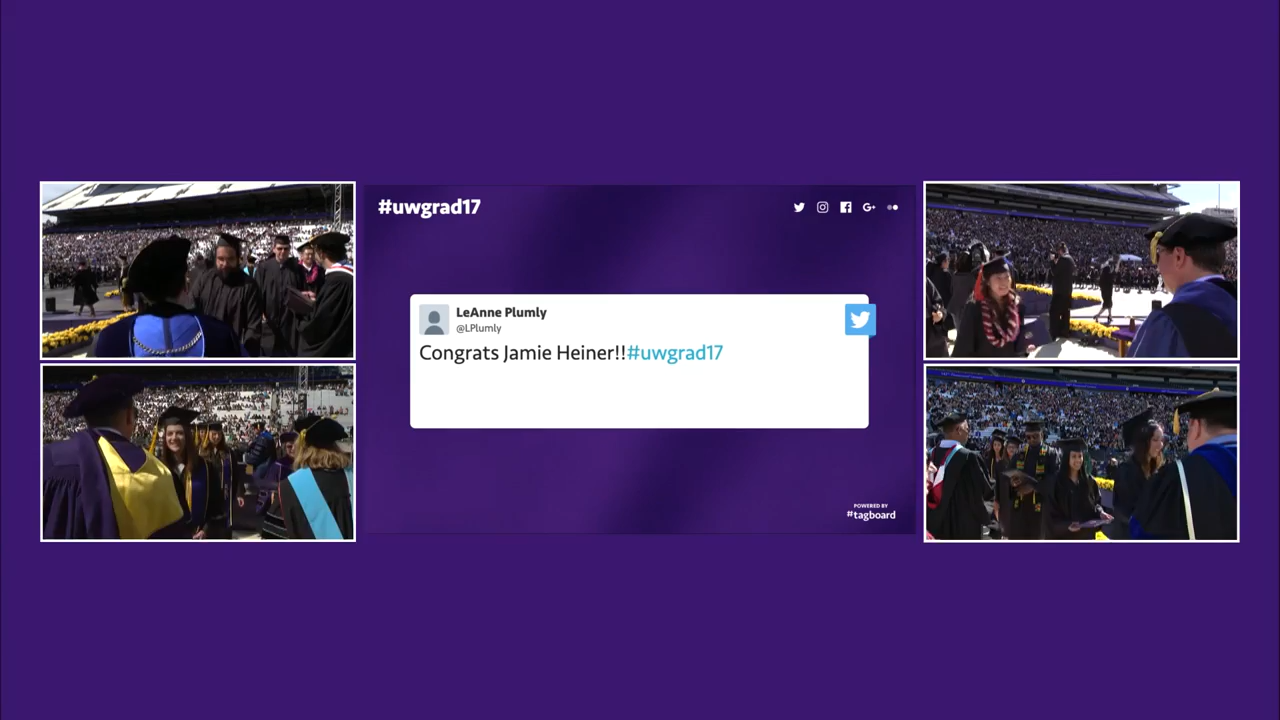 #uwgrad17
LeAnne Plumly
@LPlumly
Congrats Jamie Heiner!!#uwgrad17
POWERED BY
#tagboard